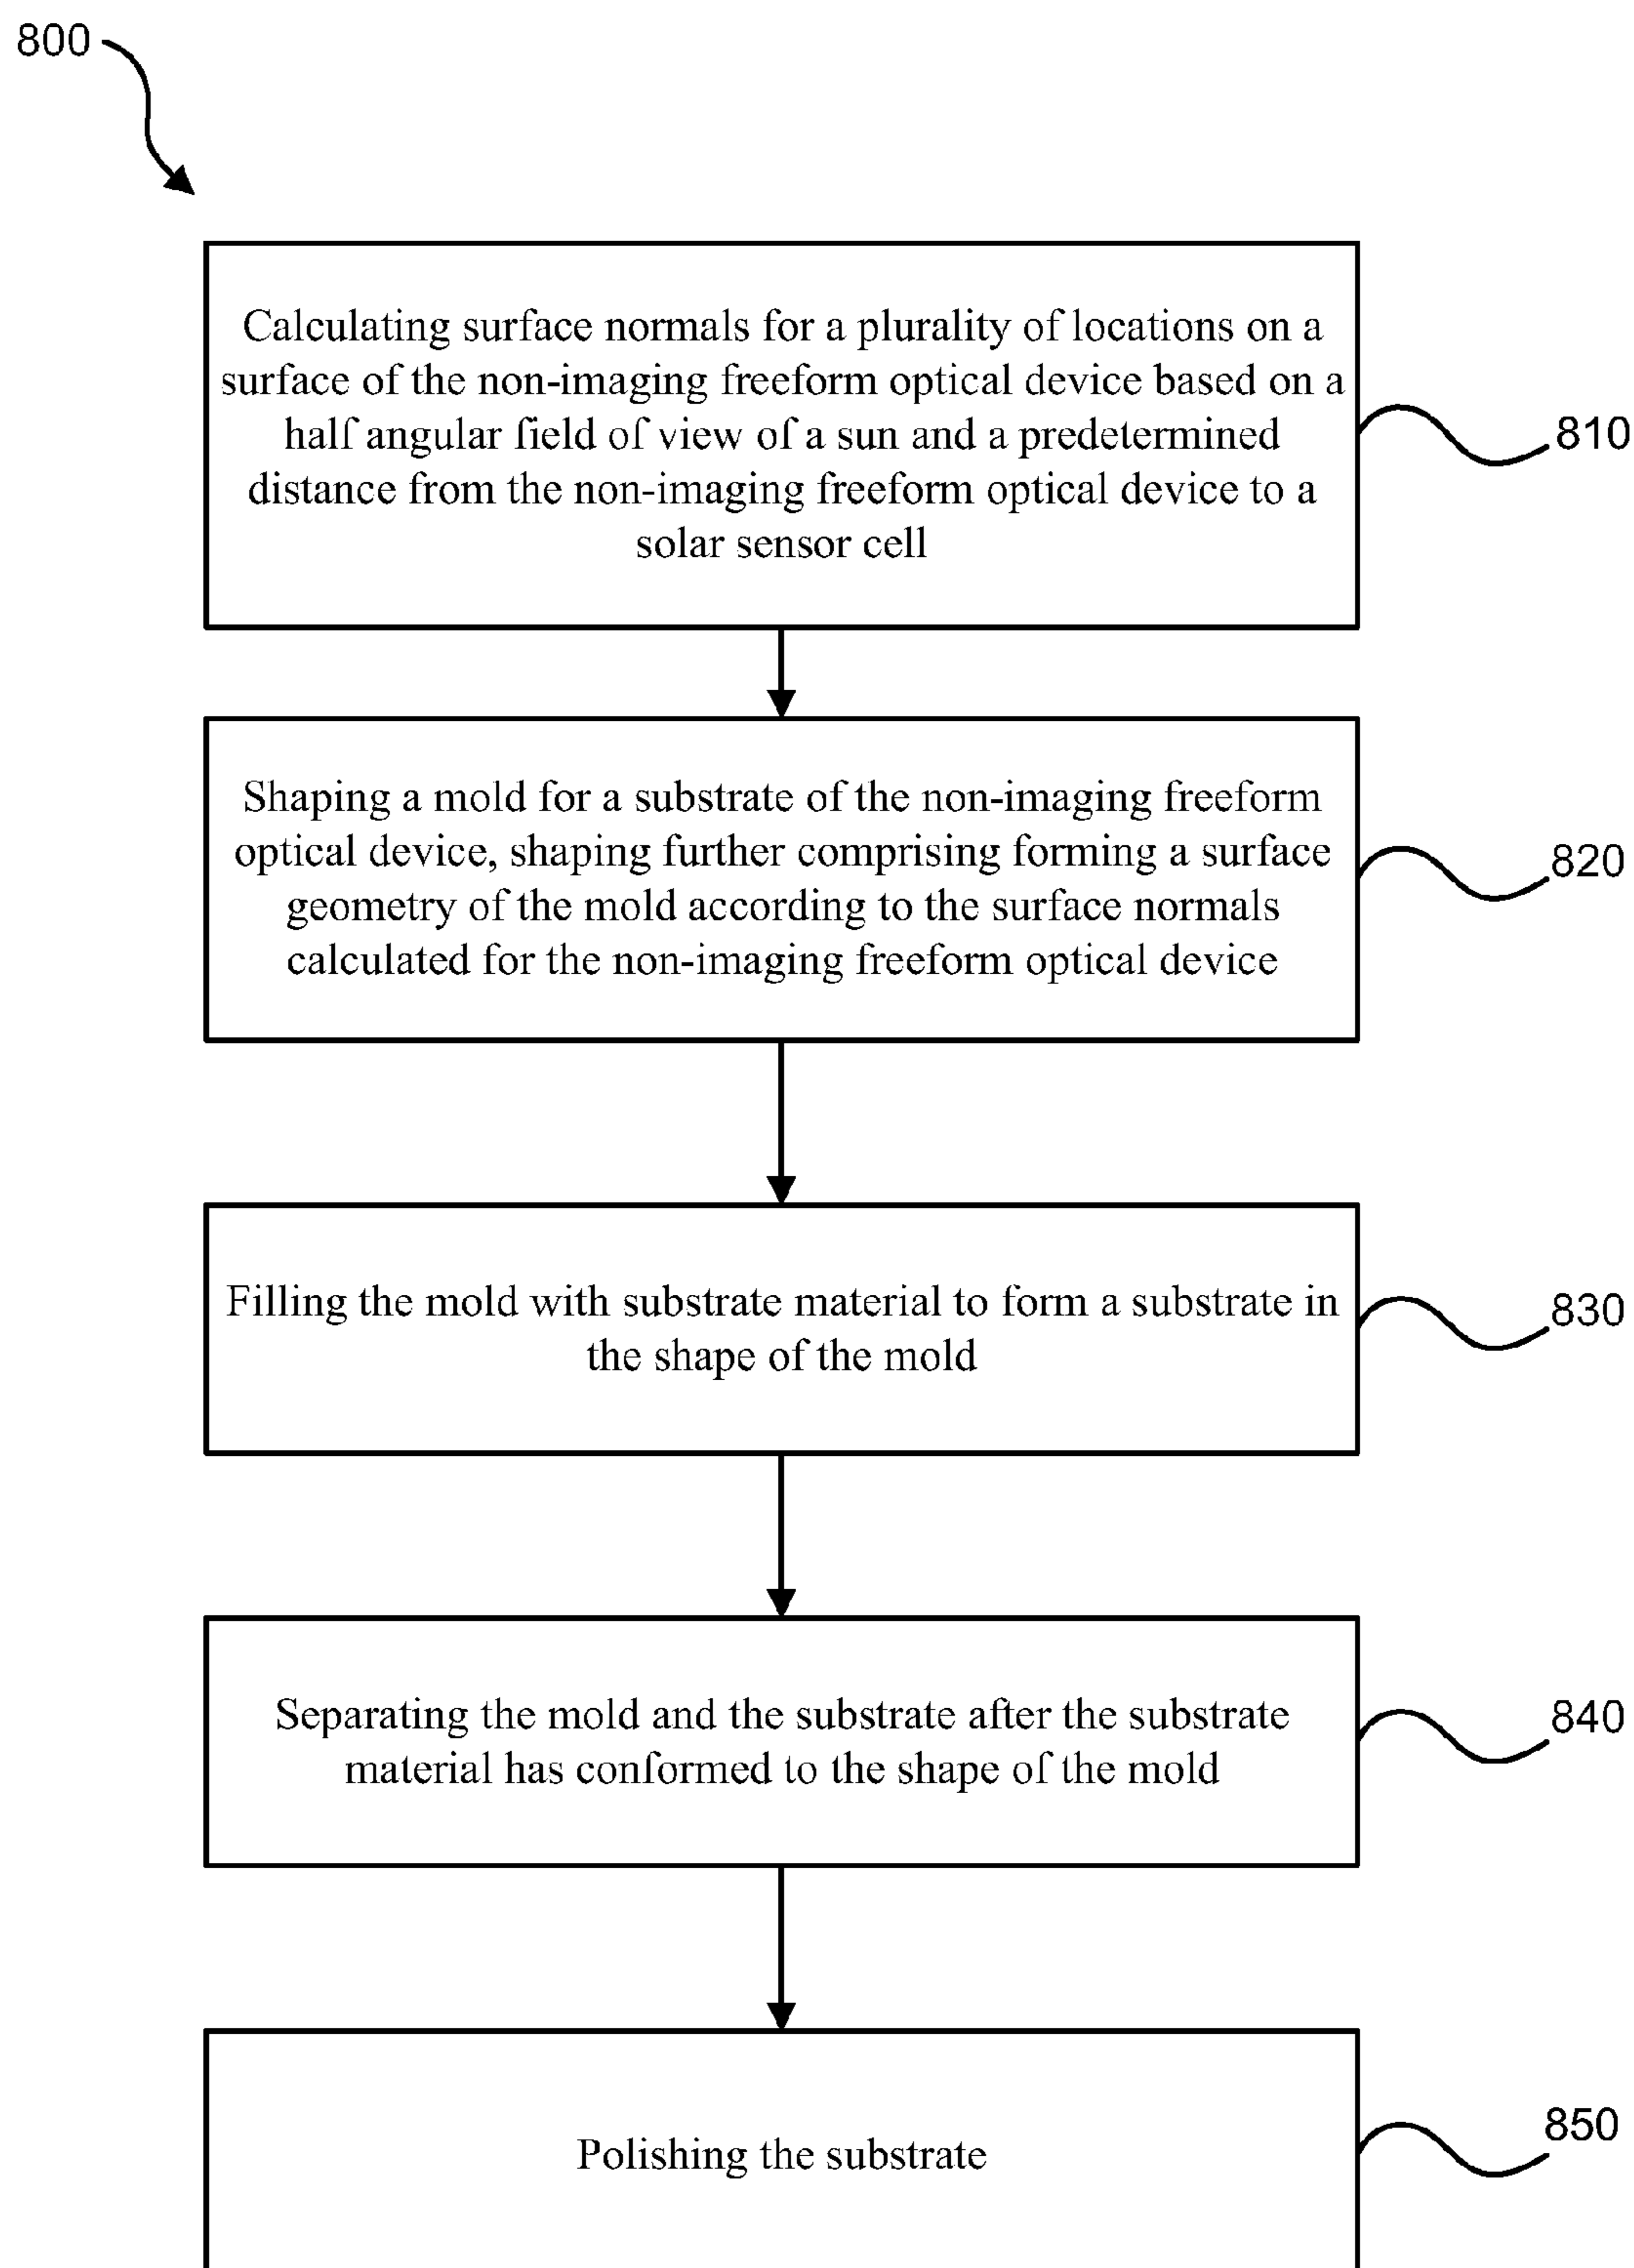 800
Calculating surface normals for a plurality of locations on a
surface of the non-imaging freeform optical device based on a
half angular field of view of a sun and a predetermined
distance from the non-imaging freeform optical device to a
solar sensor cell
810
Shaping a mold for a substrate of the non-imaging freeform
optical device, shaping further comprising forming a surface
geometry of the mold according to the surface normals
calculated for the non-imaging freeform optical device
820
Filling the mold with substrate material to form a substrate in
the shape of the mold
830
Separating the mold and the substrate after the substrate
material has conformed to the shape of the mold
840
Polishing the substrate
850